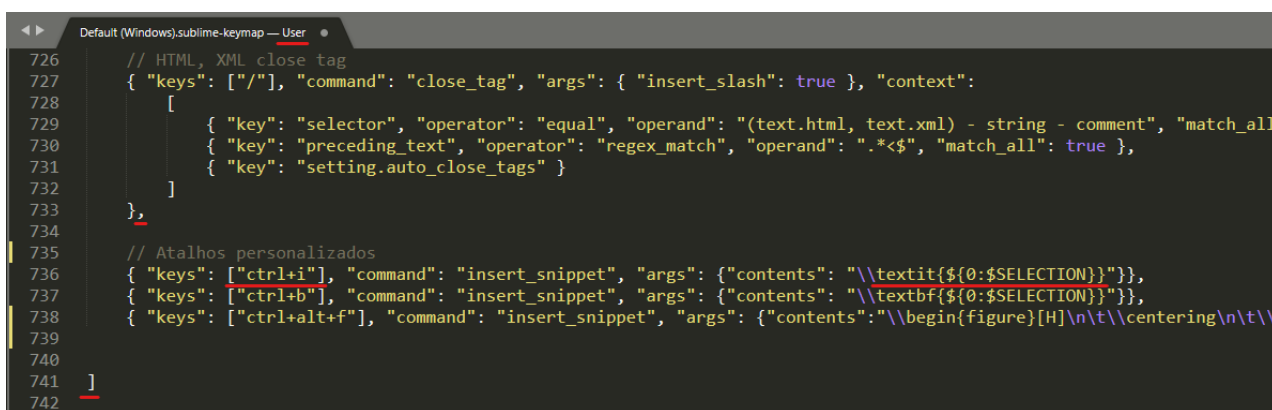 Default (Windows).sublime-keymap — User
726 // HTML, XML close tag
727 { "keys": ["/"], "command": "close_tag", "args": { "insert_slash": true }, "context":
728 [
729 { "key": "selector", "operator": "equal", "operand": "(text.html, text.xml) - string - comment", "match_all
730 { "key": "preceding_text", "operator": "regex_match", "operand": ".*<$", "match_all": true },
731 { "key": "setting.auto_close_tags" }
732 ]
733 },
734
735 // Atalhos personalizados
736 { "keys": ["ctrl+i"], "command": "insert_snippet", "args": {"contents": "\\textit{${0:$SELECTION}}"}},
737 { "keys": ["ctrl+b"], "command": "insert_snippet", "args": {"contents": "\\textbf{${0:$SELECTION}}"}},
738 { "keys": ["ctrl+alt+f"], "command": "insert_snippet", "args": {"contents":"\\begin{figure}[H]\n\t\\centering\n\t\\
739
740
741 ]
742